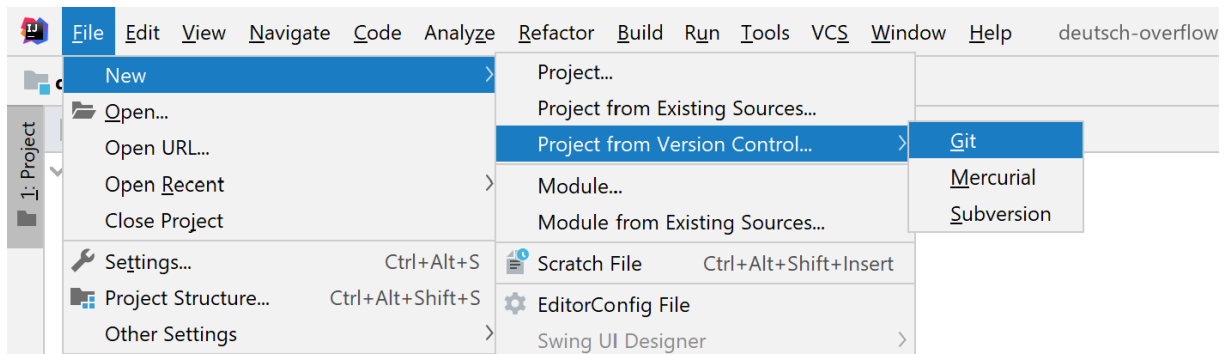 IJ
File Edit View Navigate Code Analyze Refactor Build Run Tools VCS Window Help deutsch-overflow
New
Open...
Open URL...
Open Recent
Close Project
Settings... Ctrl+Alt+S
Project Structure... Ctrl+Alt+Shift+S
Other Settings
Project...
Project from Existing Sources...
Project from Version Control...
Module...
Module from Existing Sources...
Scratch File Ctrl+Alt+Shift+Insert
EditorConfig File
Swing UI Designer
Git
Mercurial
Subversion
1: Project